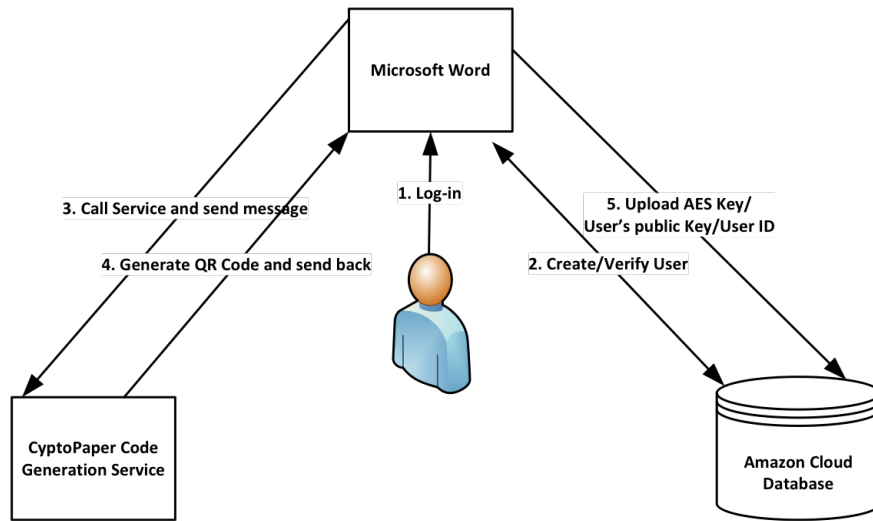 Microsoft Word
1. Log-in
3. Call Service and send message
5. Upload AES Key/
User's public Key/User ID
4. Generate QR Code and send back
2. Create/Verify User
CyptoPaper Code
Generation Service
Amazon Cloud
Database